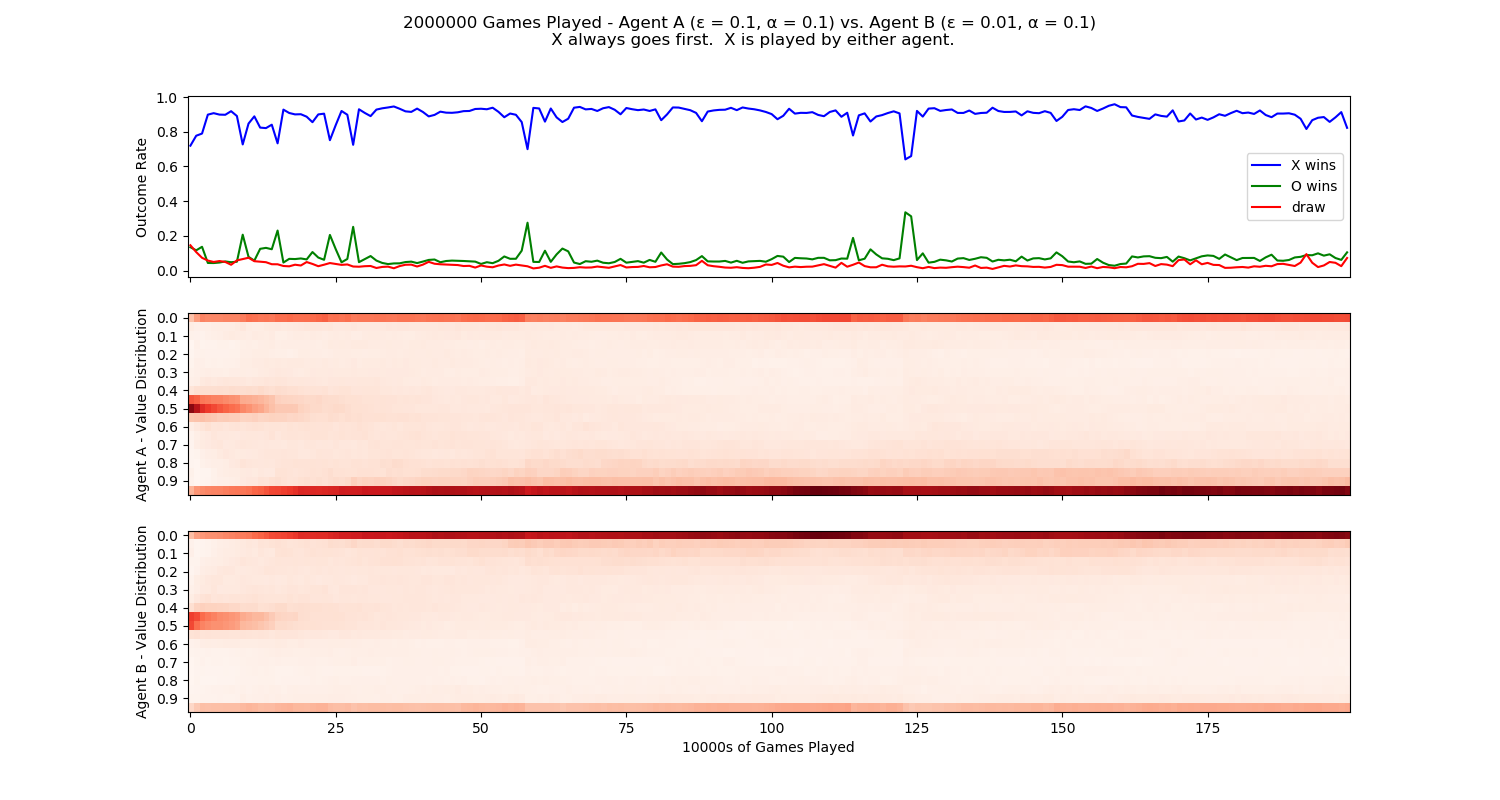 2000000 Games Played - Agent A (ε = 0.1, α = 0.1) vs. Agent B (ε = 0.01, α = 0.1)
X always goes first.  X is played by either agent.
Outcome Rate
1.0
0.8
0.6
0.4
0.2
0.0
X wins
O wins
draw
Agent A - Value Distribution
0.0
0.1
0.2
0.3
0.4
0.5
0.6
0.7
0.8
0.9
Agent B - Value Distribution
0.0
0.1
0.2
0.3
0.4
0.5
0.6
0.7
0.8
0.9
0 25 50 75 100 125 150 175
10000s of Games Played